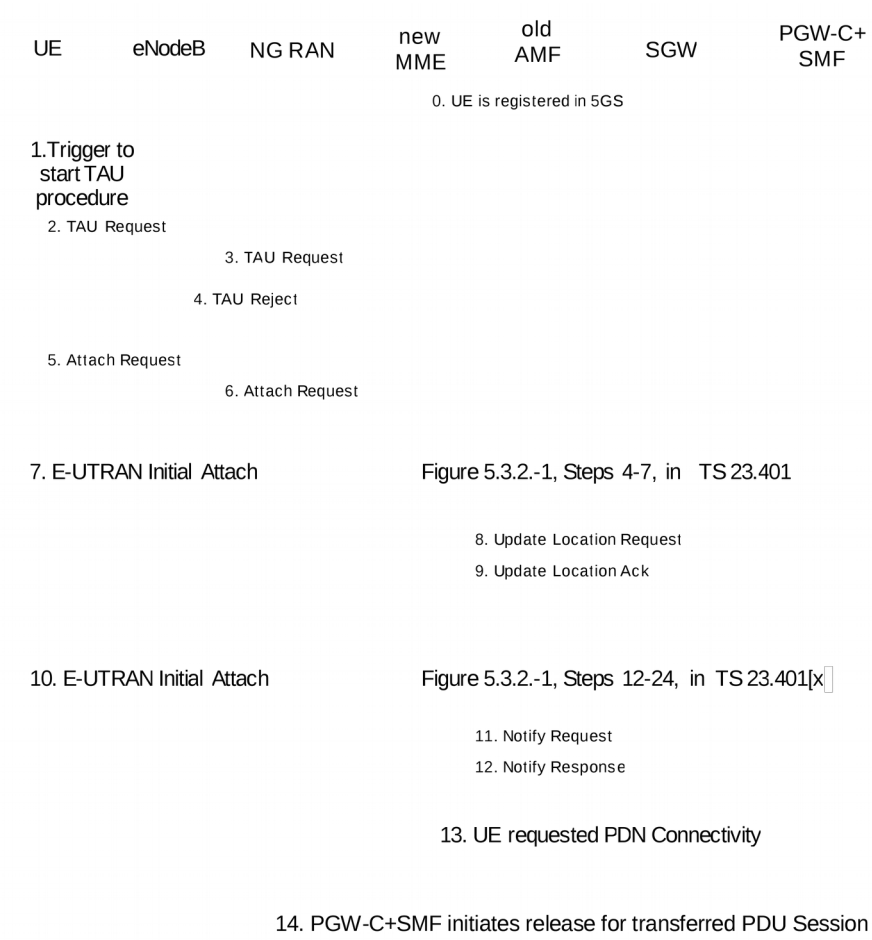 UE eNodeB NG RAN new MME old AMF SGW PGW-C+ SMF
0. UE is registered in 5GS
1.Trigger to
start TAU
procedure
2. TAU Request
3. TAU Request
4. TAU Reject
5. Attach Request
6. Attach Request
7. E-UTRAN Initial Attach Figure 5.3.2.-1, Steps 4-7, in TS 23.401
8. Update Location Request
9. Update Location Ack
10. E-UTRAN Initial Attach Figure 5.3.2.-1, Steps 12-24, in TS 23.401[x
11. Notify Request
12. Notify Response
13. UE requested PDN Connectivity
14. PGW-C+SMF initiates release for transferred PDU Session